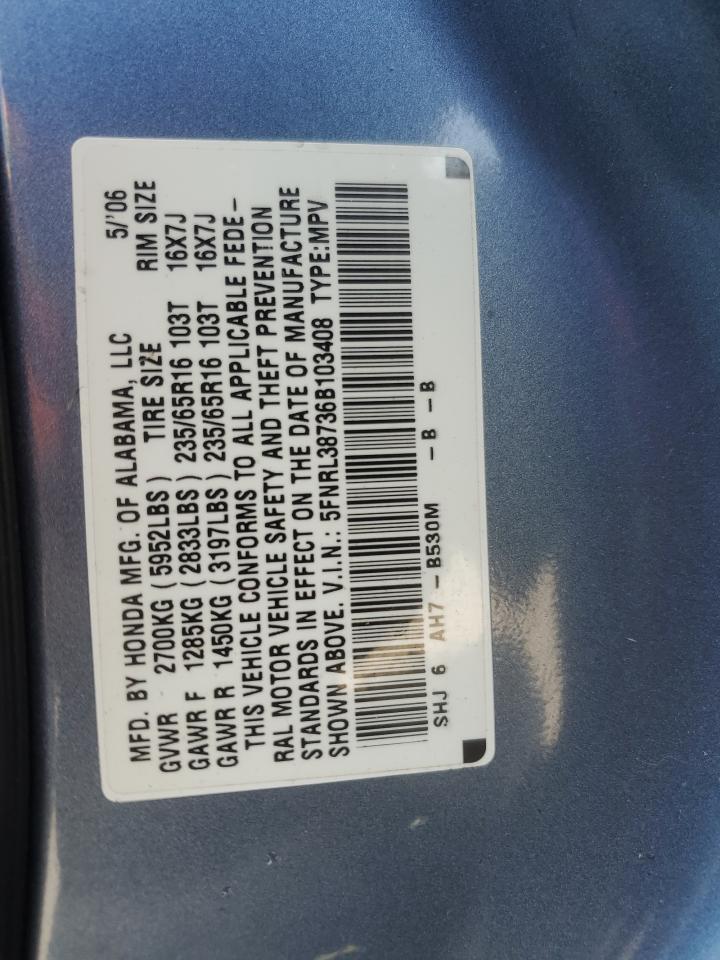 MFD. BY HONDA MFG. OF ALABAMA, LLC 5/'06
GVWR 2700KG (5952LBS) TIRE SIZE RIM SIZE
GAWR F 1285KG (2833LBS) 235/65R16 103T 16X7J
GAWR R 1450KG (3197LBS) 235/65R16 103T 16X7J
THIS VEHICLE CONFORMS TO ALL APPLICABLE FEDE-
RAL MOTOR VEHICLE SAFETY AND THEFT PREVENTION
STANDARDS IN EFFECT ON THE DATE OF MANUFACTURE
SHOWN ABOVE. V.I.N.: 5FNRL38736B103408 TYPE:MPV
SHJ 6 AH7 -B530M -B -B